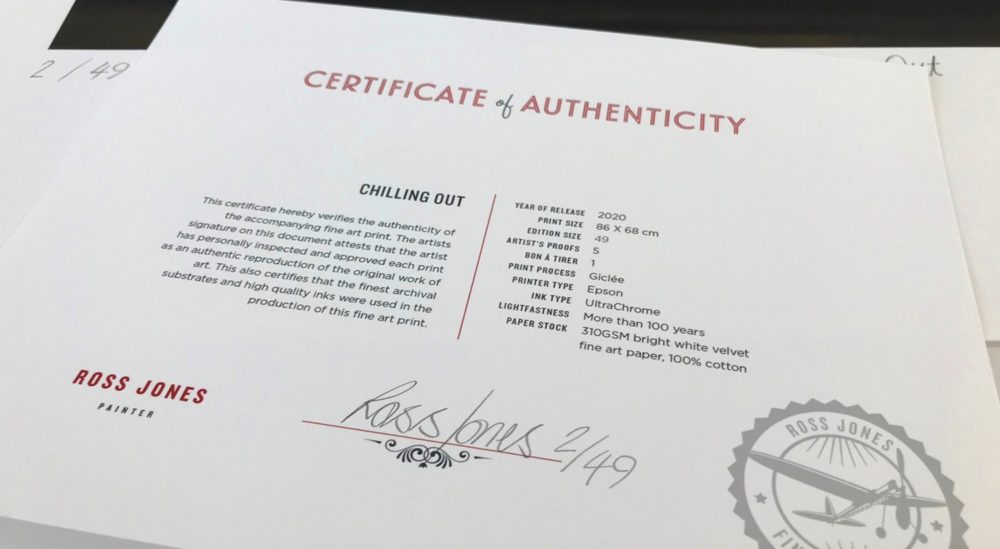 2 / 49
Out
CERTIFICATE of AUTHENTICITY
CHILLING OUT
This certificate hereby verifies the authenticity of
the accompanying fine art print. The artists
signature on this document attests that the artist
has personally inspected and approved each print
as an authentic reproduction of the original work of
art. This also certifies that the finest archival
substrates and high quality inks were used in the
production of this fine art print.
YEAR OF RELEASE 2020
PRINT SIZE 86 X 68 cm
EDITION SIZE 49
ARTIST'S PROOFS 5
BON Á TIRER 1
PRINT PROCESS Giclée
PRINTER TYPE Epson
INK TYPE UltraChrome
LIGHTFASTNESS More than 100 years
PAPER STOCK 310GSM bright white velvet
fine art paper, 100% cotton
ROSS JONES
PAINTER
Ross Jones 2/49
ROSS JONES
FIN